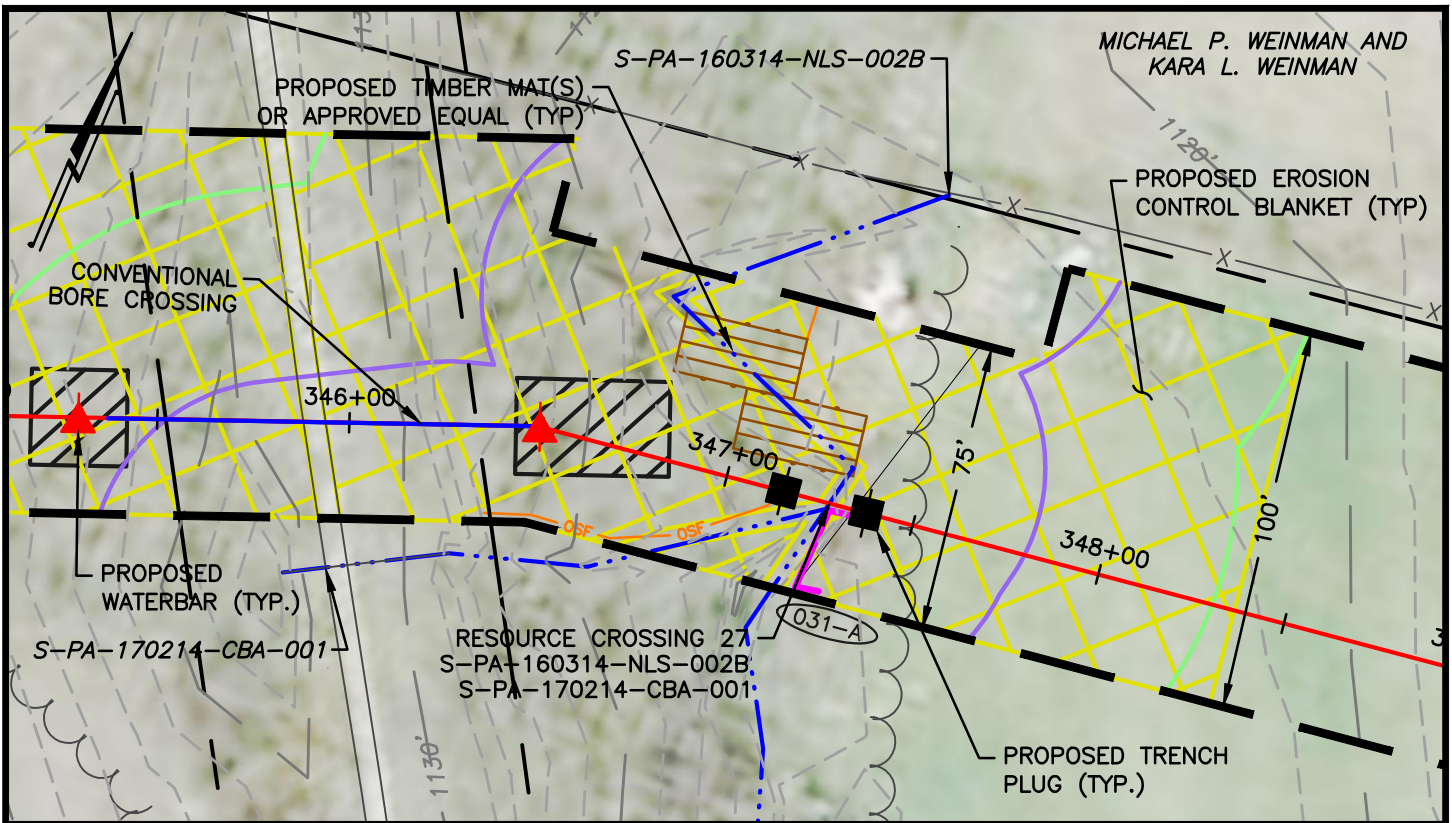 MICHAEL P. WEINMAN AND
KARA L. WEINMAN
S-PA-160314-NLS-002B
PROPOSED TIMBER MAT(S)
OR APPROVED EQUAL (TYP)
1120'
PROPOSED EROSION
CONTROL BLANKET (TYP)
CONVENTIONAL
BORE CROSSING
346+00
347+00
75'
100'
348+00
OSF
OSF
PROPOSED
WATERBAR (TYP.)
S-PA-170214-CBA-001
RESOURCE CROSSING 27
S-PA-160314-NLS-002B
S-PA-170214-CBA-001
031-A
1130'
PROPOSED TRENCH
PLUG (TYP.)